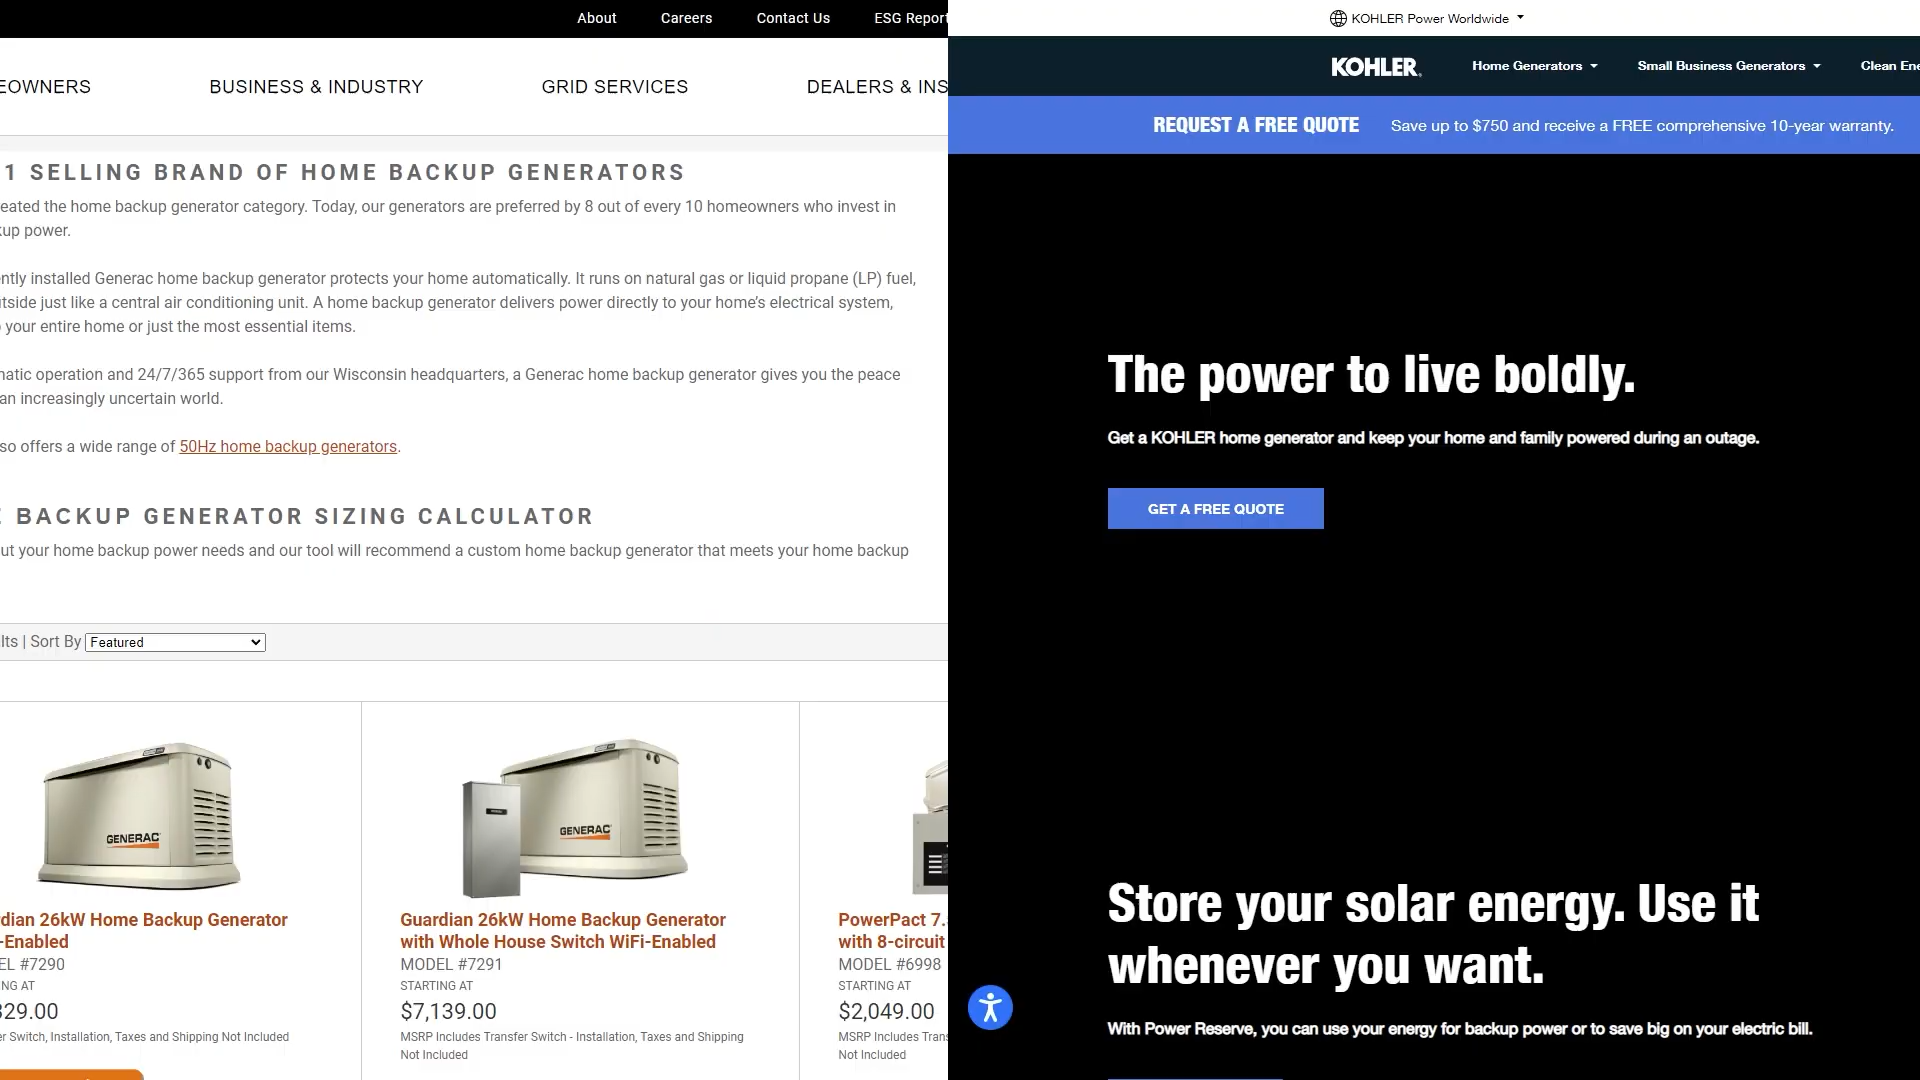 About Careers Contact Us ESG Report
EOWNERS BUSINESS & INDUSTRY GRID SERVICES DEALERS & INS
1 SELLING BRAND OF HOME BACKUP GENERATORS
eated the home backup generator category. Today, our generators are preferred by 8 out of every 10 homeowners who invest in
kup power.
ently installed Generac home backup generator protects your home automatically. It runs on natural gas or liquid propane (LP) fuel,
tside just like a central air conditioning unit. A home backup generator delivers power directly to your home's electrical system,
your entire home or just the most essential items.
matic operation and 24/7/365 support from our Wisconsin headquarters, a Generac home backup generator gives you the peace
an increasingly uncertain world.
so offers a wide range of 50Hz home backup generators.
E BACKUP GENERATOR SIZING CALCULATOR
ut your home backup power needs and our tool will recommend a custom home backup generator that meets your home backup
lts | Sort By Featured
GENERAC
GENERAC
rdian 26kW Home Backup Generator
-Enabled
EL #7290
NG AT
329.00
er Switch, Installation, Taxes and Shipping Not Included
Guardian 26kW Home Backup Generator
with Whole House Switch WiFi-Enabled
MODEL #7291
STARTING AT
$7,139.00
MSRP Includes Transfer Switch - Installation, Taxes and Shipping
Not Included
PowerPact 7.
with 8-circuit
MODEL #6998
STARTING AT
$2,049.00
MSRP Includes Trans
Not Included
KOHLER Power Worldwide
KOHLER Home Generators Small Business Generators Clean Ene
REQUEST A FREE QUOTE Save up to $750 and receive a FREE comprehensive 10-year warranty.
The power to live boldly.
Get a KOHLER home generator and keep your home and family powered during an outage.
GET A FREE QUOTE
Store your solar energy. Use it
whenever you want.
With Power Reserve, you can use your energy for backup power or to save big on your electric bill.